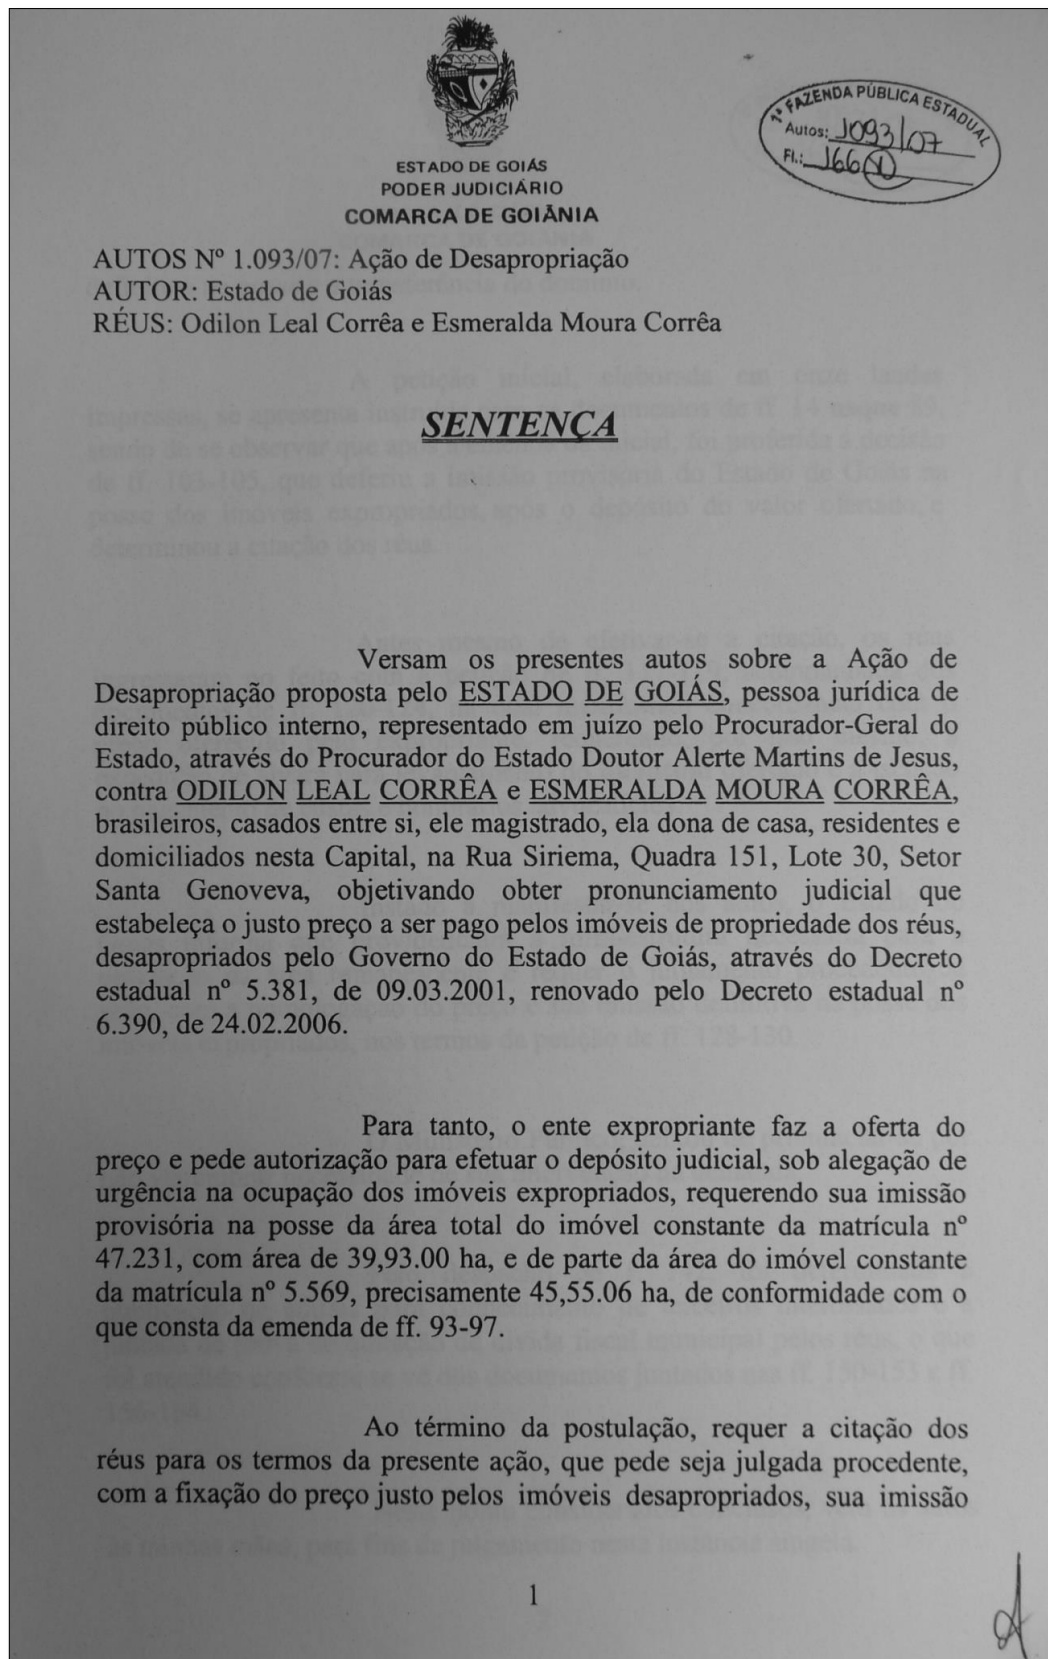 1ª FAZENDA PÚBLICA ESTADUAL
Autos: 1093/07
Fl.: 166
ESTADO DE GOIÁS
PODER JUDICIÁRIO
COMARCA DE GOIÂNIA
AUTOS Nº 1.093/07: Ação de Desapropriação
AUTOR: Estado de Goiás
RÉUS: Odilon Leal Corrêa e Esmeralda Moura Corrêa
SENTENÇA
Versam os presentes autos sobre a Ação de
Desapropriação proposta pelo ESTADO DE GOIÁS, pessoa jurídica de
direito público interno, representado em juízo pelo Procurador-Geral do
Estado, através do Procurador do Estado Doutor Alerte Martins de Jesus,
contra ODILON LEAL CORRÊA e ESMERALDA MOURA CORRÊA,
brasileiros, casados entre si, ele magistrado, ela dona de casa, residentes e
domiciliados nesta Capital, na Rua Siriema, Quadra 151, Lote 30, Setor
Santa Genoveva, objetivando obter pronunciamento judicial que
estabeleça o justo preço a ser pago pelos imóveis de propriedade dos réus,
desapropriados pelo Governo do Estado de Goiás, através do Decreto
estadual nº 5.381, de 09.03.2001, renovado pelo Decreto estadual nº
6.390, de 24.02.2006.
Para tanto, o ente expropriante faz a oferta do
preço e pede autorização para efetuar o depósito judicial, sob alegação de
urgência na ocupação dos imóveis expropriados, requerendo sua imissão
provisória na posse da área total do imóvel constante da matrícula nº
47.231, com área de 39,93.00 ha, e de parte da área do imóvel constante
da matrícula nº 5.569, precisamente 45,55.06 ha, de conformidade com o
que consta da emenda de ff. 93-97.
Ao término da postulação, requer a citação dos
réus para os termos da presente ação, que pede seja julgada procedente,
com a fixação do preço justo pelos imóveis desapropriados, sua imissão
1